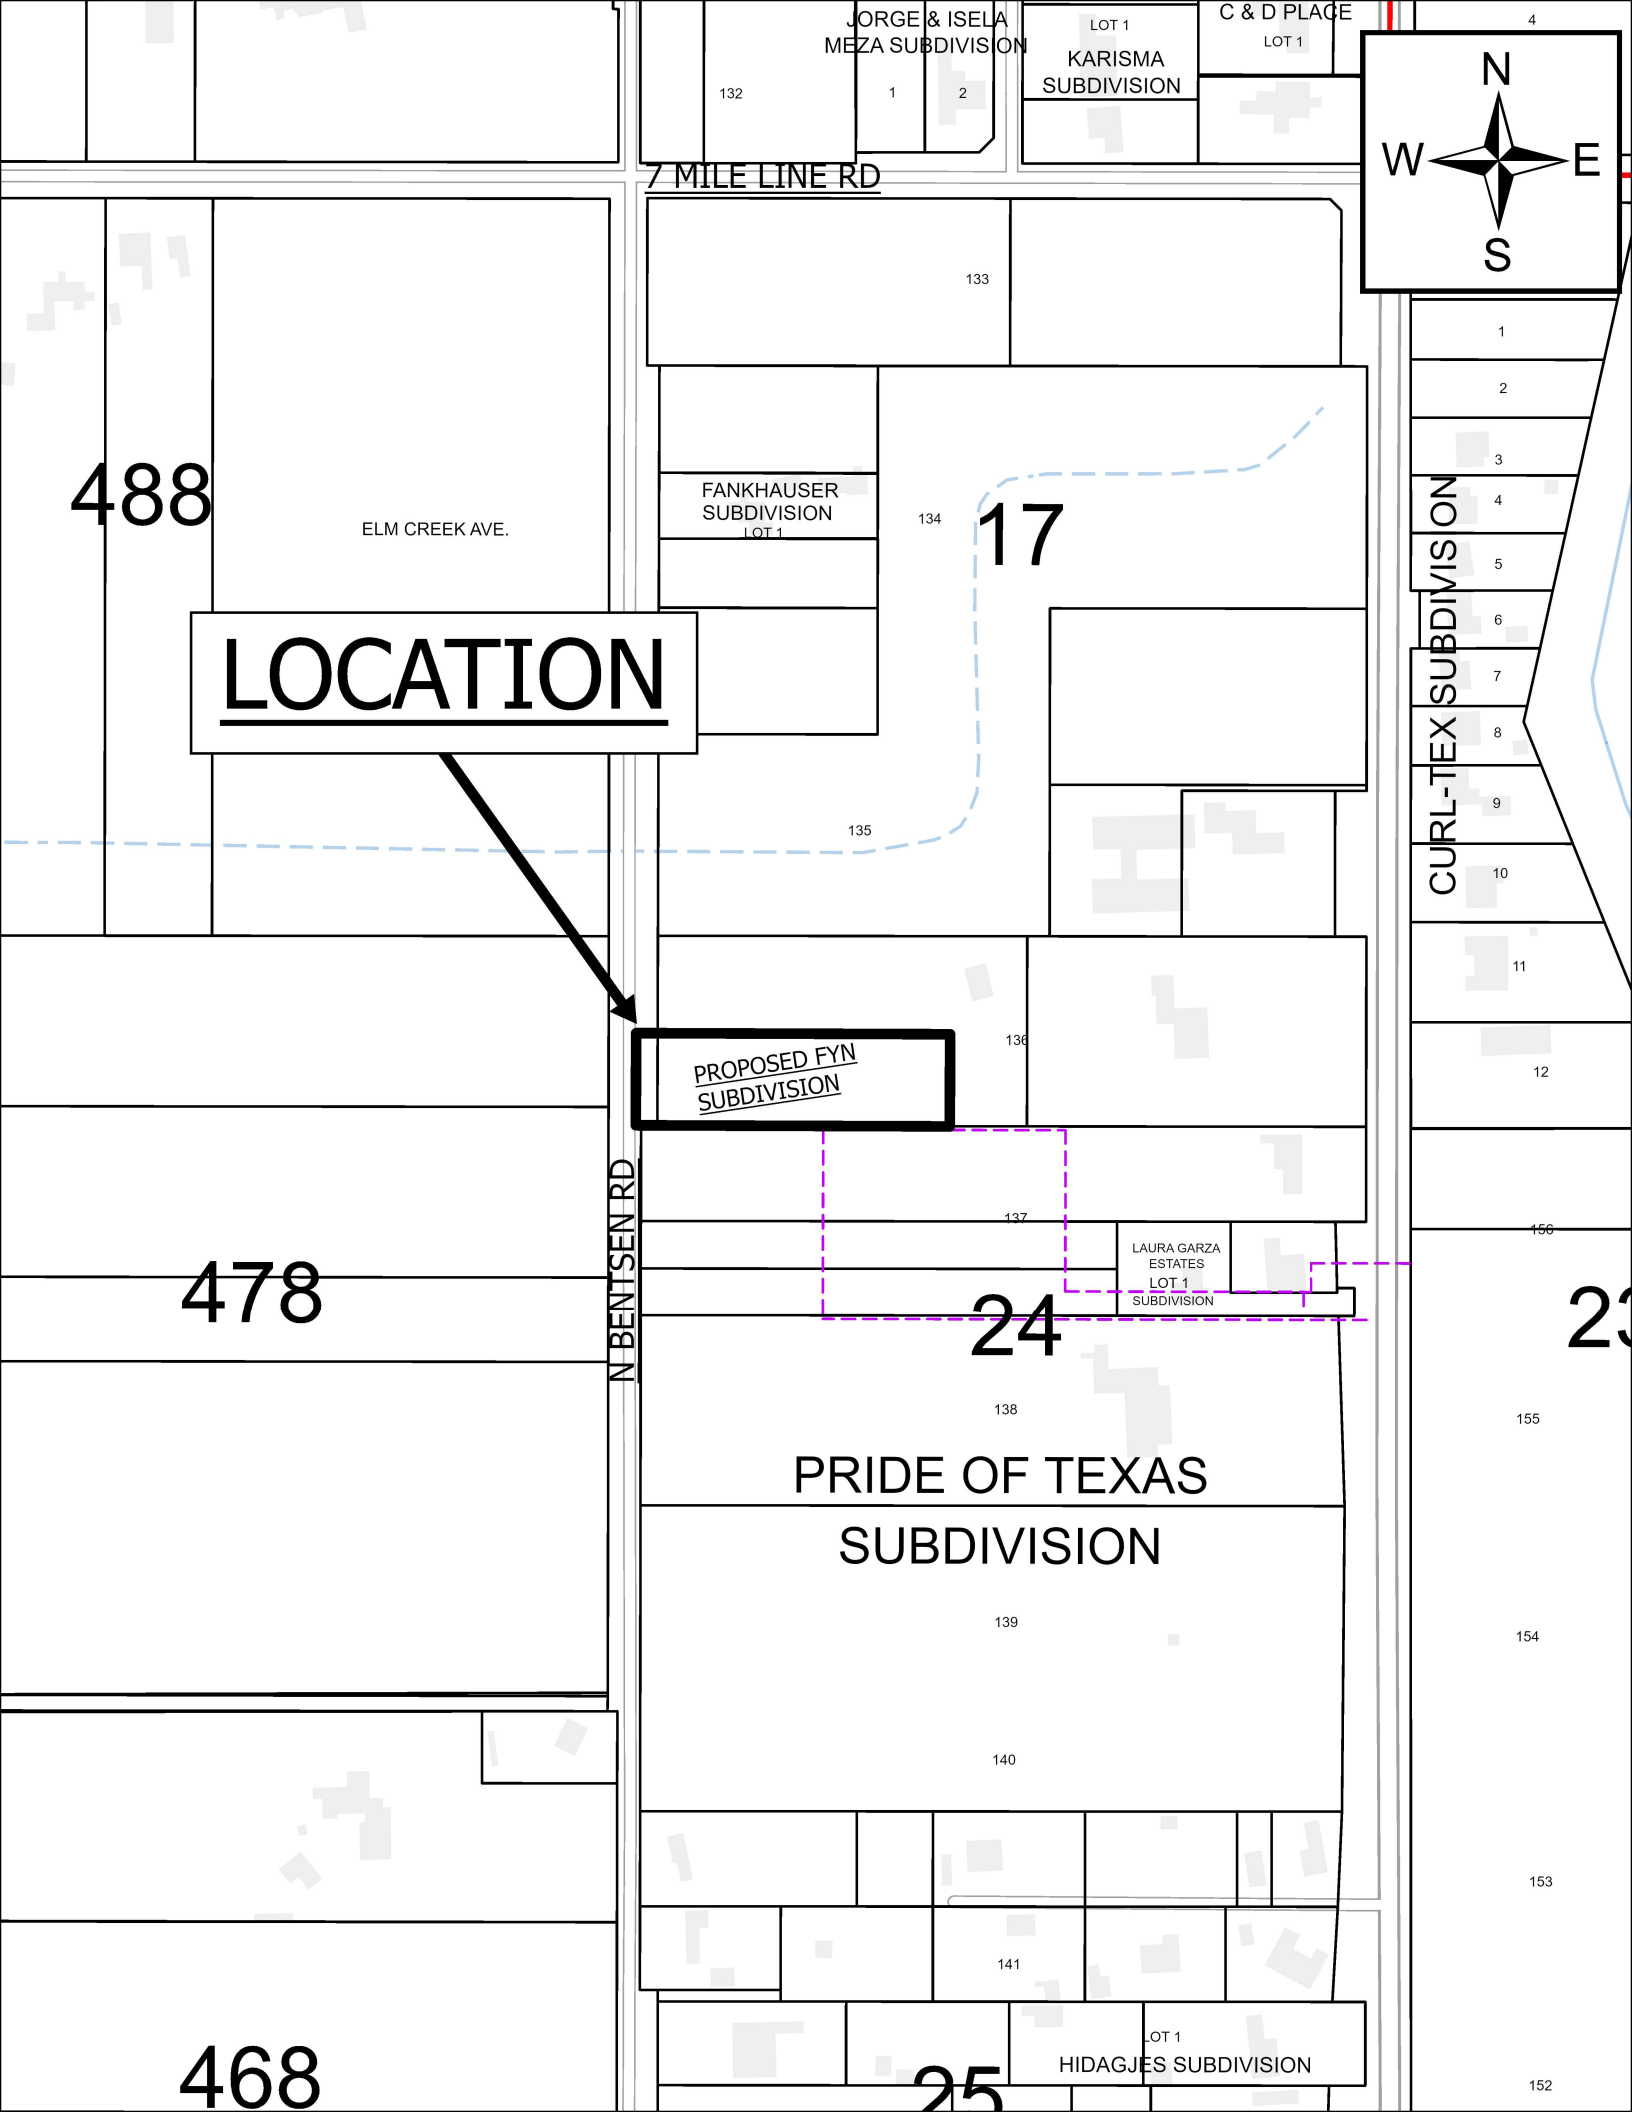 JORGE & ISELA
MEZA SUBDIVISION
LOT 1
KARISMA
SUBDIVISION
C & D PLACE
LOT 1
4
132
1
2
N
W
E
S
7 MILE LINE RD
133
1
2
3
4
5
6
7
8
9
10
11
12
CURL-TEX SUBDIVISION
488
ELM CREEK AVE.
FANKHAUSER
SUBDIVISION
LOT 1
134
17
LOCATION
135
136
PROPOSED FYN
SUBDIVISION
N BENTSEN RD
137
156
LAURA GARZA
ESTATES
LOT 1
SUBDIVISION
478
24
138
155
PRIDE OF TEXAS
SUBDIVISION
139
154
140
153
141
LOT 1
HIDAGJES SUBDIVISION
468
25
152